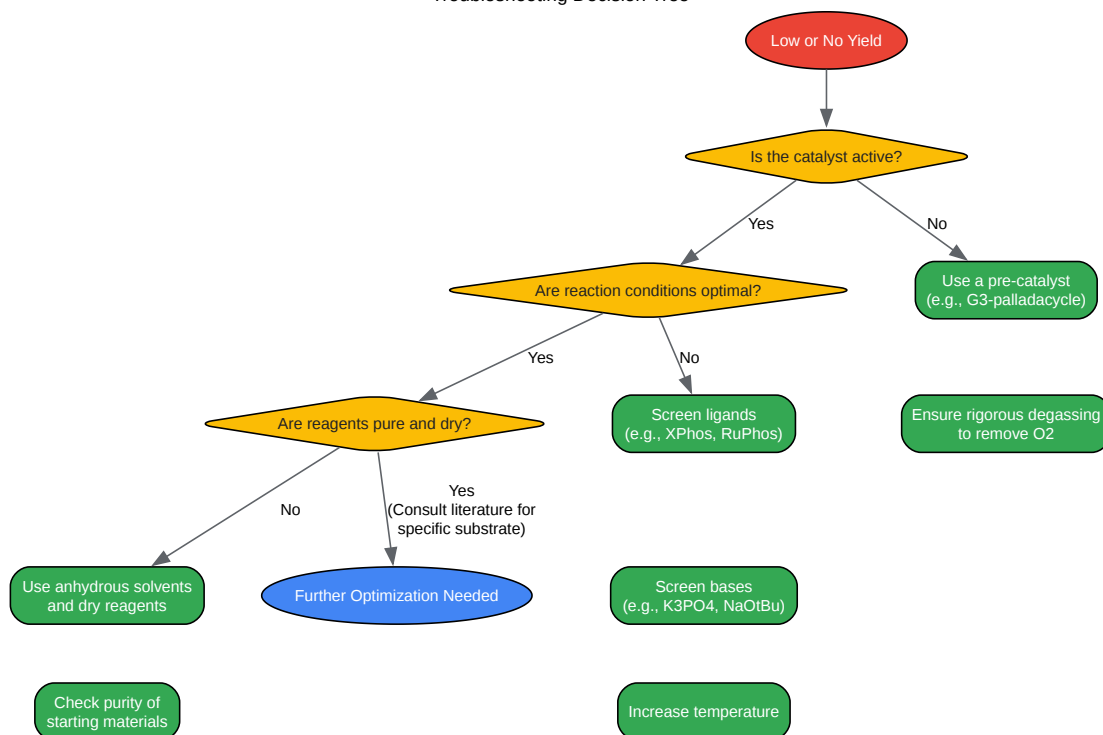 Troubleshooting Decision Tree
Low or No Yield
Is the catalyst active?
Yes
No
Are reaction conditions optimal?
Use a pre-catalyst
(e.g., G3-palladacycle)
Yes
No
Are reagents pure and dry?
Screen ligands
(e.g., XPhos, RuPhos)
Ensure rigorous degassing
to remove O2
No
Yes
(Consult literature for
specific substrate)
Use anhydrous solvents
and dry reagents
Further Optimization Needed
Screen bases
(e.g., K3PO4, NaOtBu)
Check purity of
starting materials
Increase temperature